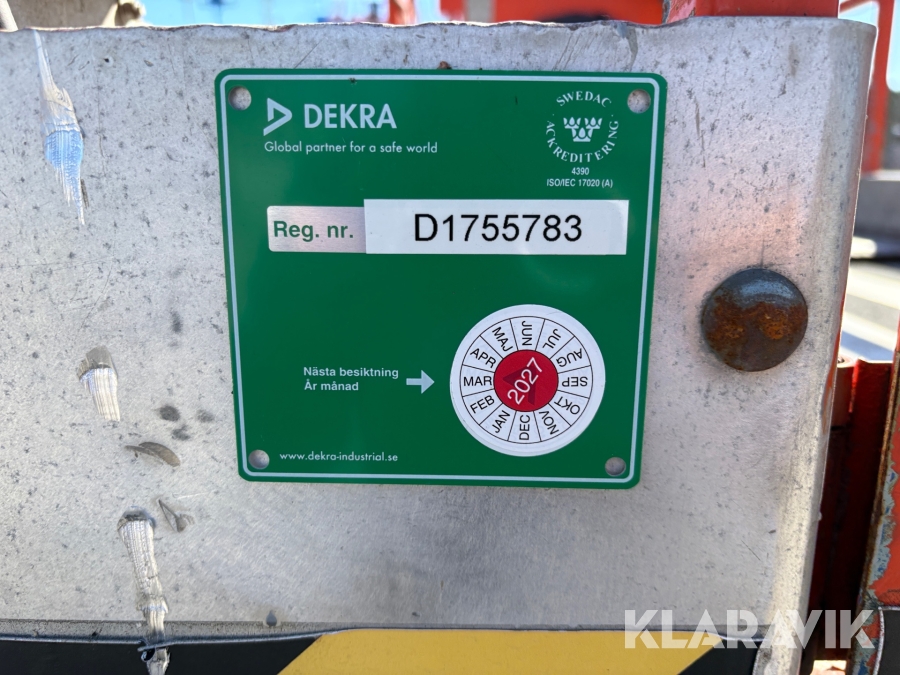 DEKRA
Global partner for a safe world
SWEDAC
ACKREDITERING
4390
ISO/IEC 17020 (A)
Reg. nr.
D1755783
Nästa besiktning
År månad
JAN
FEB
MAR
APR
MAJ
JUN
JUL
AUG
SEP
OKT
NOV
DEC
2027
www.dekra-industrial.se
KLARAVIK